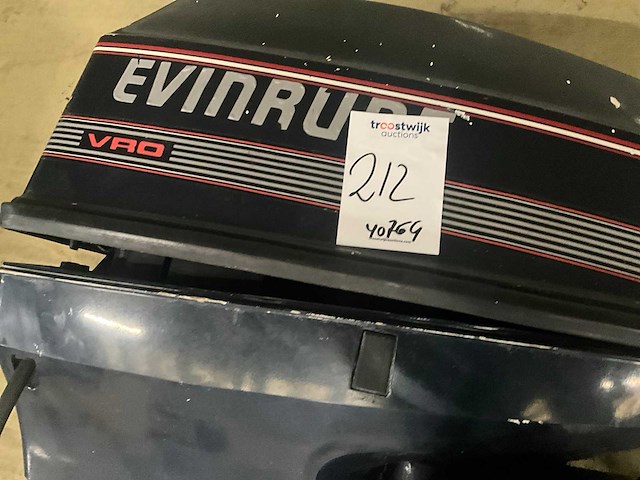 EVINRUDE
VRO
troostwijk
auctions
212
40769